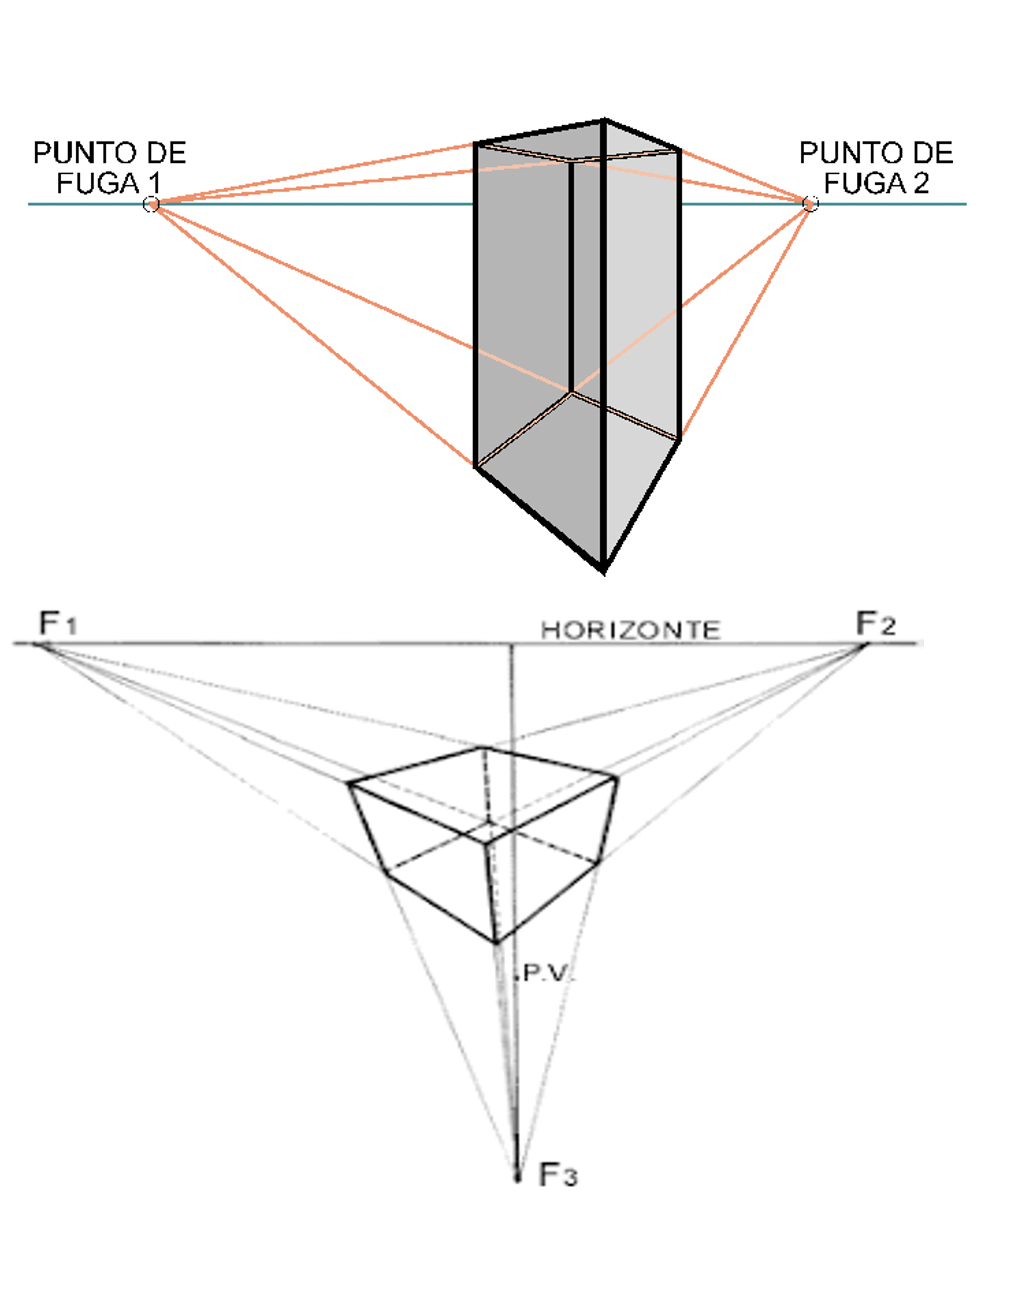 PUNTO DE
FUGA 1
PUNTO DE
FUGA 2
F1
HORIZONTE
F2
.P.V.
F3